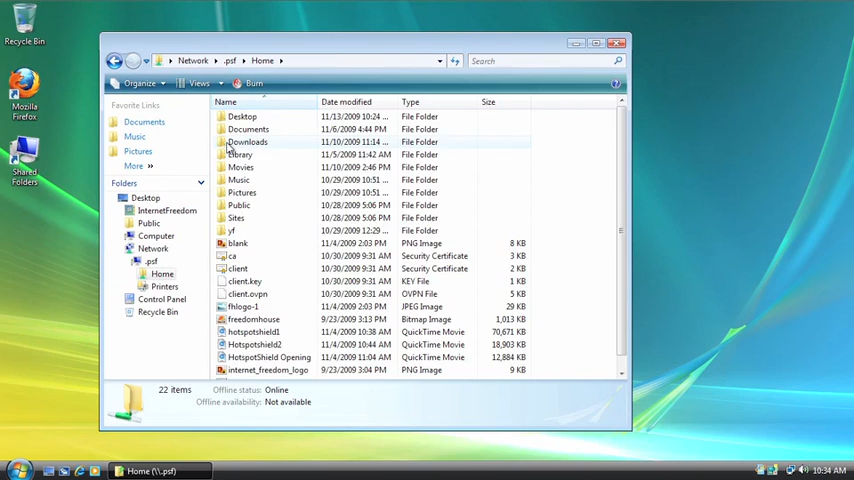 Recycle Bin
Mozilla
Firefox
Shared
Folders
Network .psf Home
Search
Organize Views Burn
Favorite Links
Documents
Music
Pictures
More »
Folders
Desktop
InternetFreedom
Public
Computer
Network
.psf
Home
Printers
Control Panel
Recycle Bin
Name Date modified Type Size
Desktop 11/13/2009 10:24 ... File Folder
Documents 11/6/2009 4:44 PM File Folder
Downloads 11/10/2009 11:14 ... File Folder
Library 11/5/2009 11:42 AM File Folder
Movies 11/10/2009 2:46 PM File Folder
Music 10/29/2009 10:51 ... File Folder
Pictures 10/29/2009 10:51 ... File Folder
Public 10/28/2009 5:06 PM File Folder
Sites 10/28/2009 5:06 PM File Folder
yf 10/29/2009 12:29 ... File Folder
blank 11/4/2009 2:03 PM PNG Image 8 KB
ca 10/30/2009 9:31 AM Security Certificate 3 KB
client 10/30/2009 9:31 AM Security Certificate 2 KB
client.key 10/30/2009 9:31 AM KEY File 1 KB
client.ovpn 10/30/2009 9:31 AM OVPN File 5 KB
fhlogo-1 11/4/2009 2:03 PM JPEG Image 29 KB
freedomhouse 9/23/2009 3:13 PM Bitmap Image 1,013 KB
hotspotshield1 11/4/2009 10:38 AM QuickTime Movie 70,671 KB
Hotspotshield2 11/4/2009 10:44 AM QuickTime Movie 18,903 KB
HotspotShield Opening 11/4/2009 11:04 AM QuickTime Movie 12,884 KB
internet_freedom_logo 9/23/2009 3:04 PM PNG Image 9 KB
22 items Offline status: Online
Offline availability: Not available
Home (\\.psf)
10:34 AM